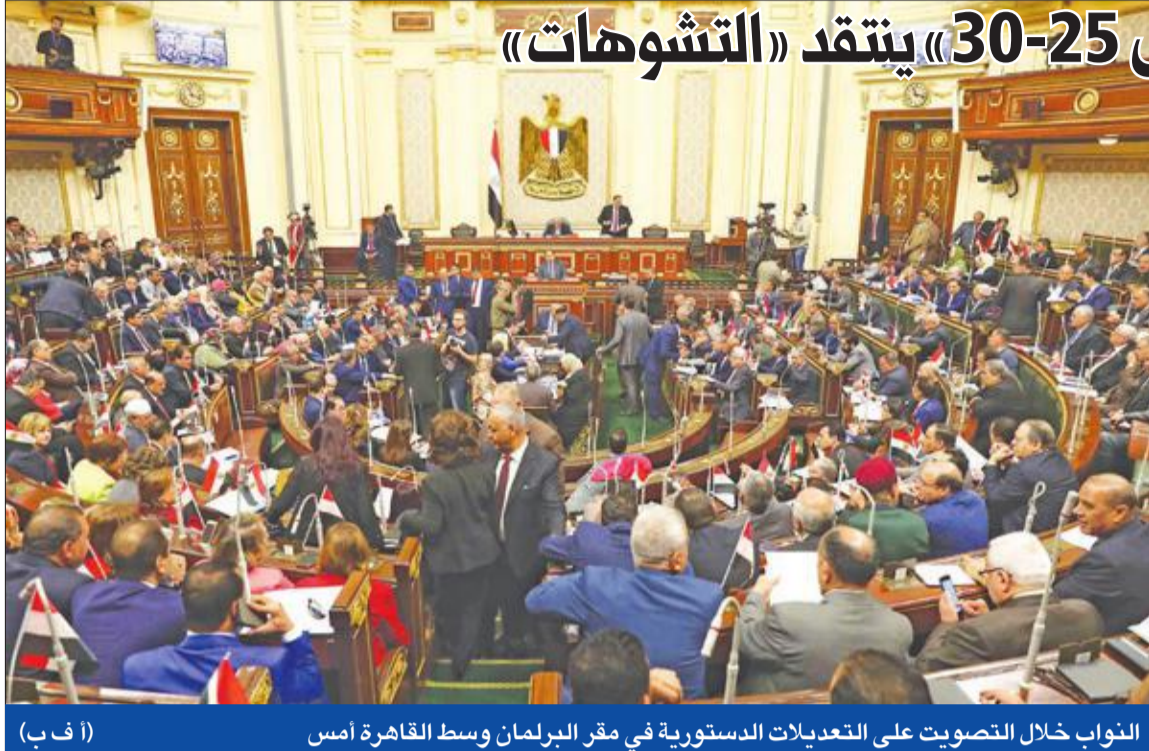 30-25» ينتقد «التشوهات»
النواب خلال التصويت على التعديلات الدستورية في مقر البرلمان وسط القاهرة أمس (أ ف ب)